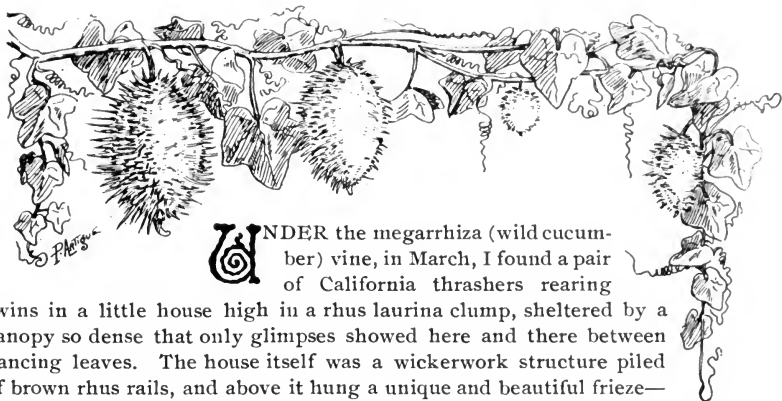 UNDER the megarrhiza (wild cucum-
ber) vine, in March, I found a pair
of California thrashers rearing
wins in a little house high in a rhus laurina clump, sheltered by a
anopy so dense that only glimpses showed here and there between
ancing leaves. The house itself was a wickerwork structure piled
f brown rhus rails, and above it hung a unique and beautiful frieze—